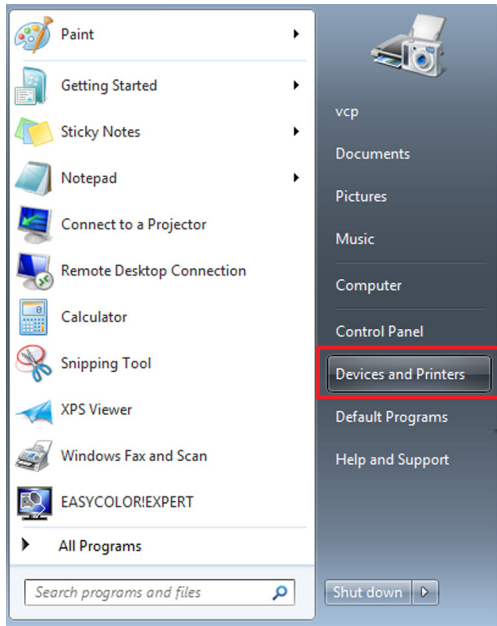 Paint
Getting Started
Sticky Notes
Notepad
Connect to a Projector
Remote Desktop Connection
Calculator
Snipping Tool
XPS Viewer
Windows Fax and Scan
EASYCOLOR!EXPERT
All Programs
Search programs and files
vcp
Documents
Pictures
Music
Computer
Control Panel
Devices and Printers
Default Programs
Help and Support
Shut down